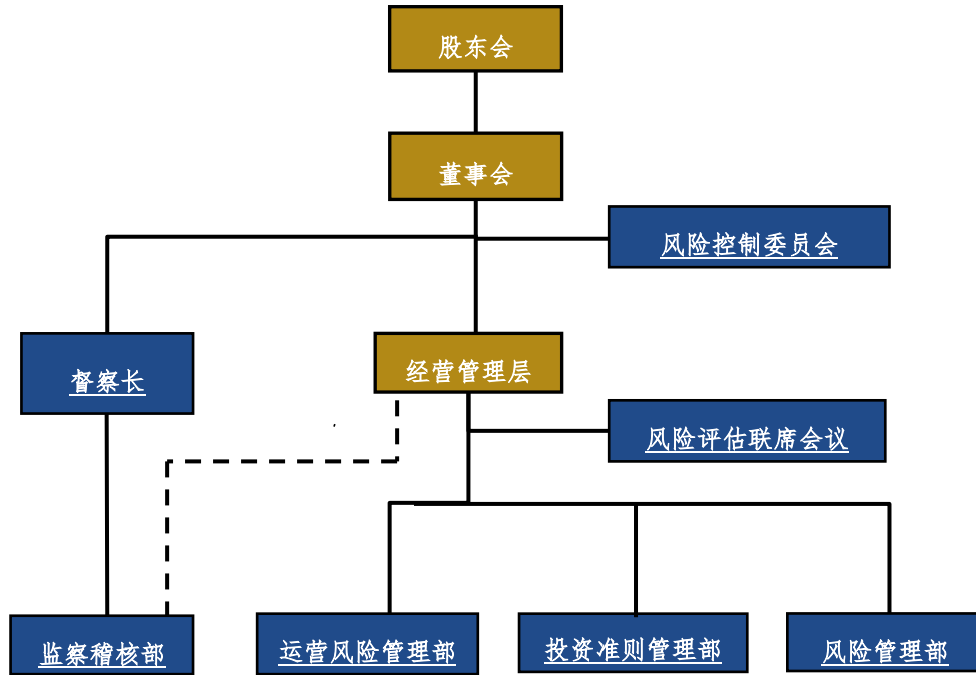 股东会
董事会
风险控制委员会
督察长
经营管理层
风险评估联席会议
监察稽核部
运营风险管理部
投资准则管理部
风险管理部